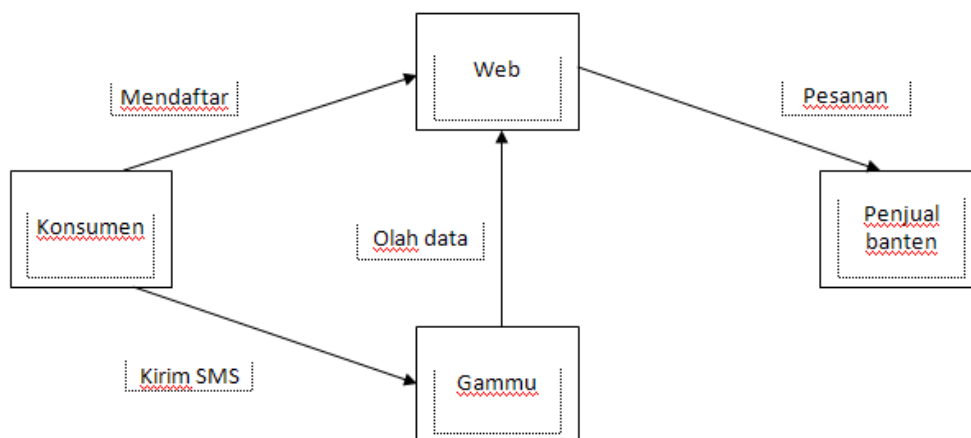 Web
Mendaftar
Pesanan
Konsumen
Olah data
Penjual
banten
Kirim SMS
Gammu